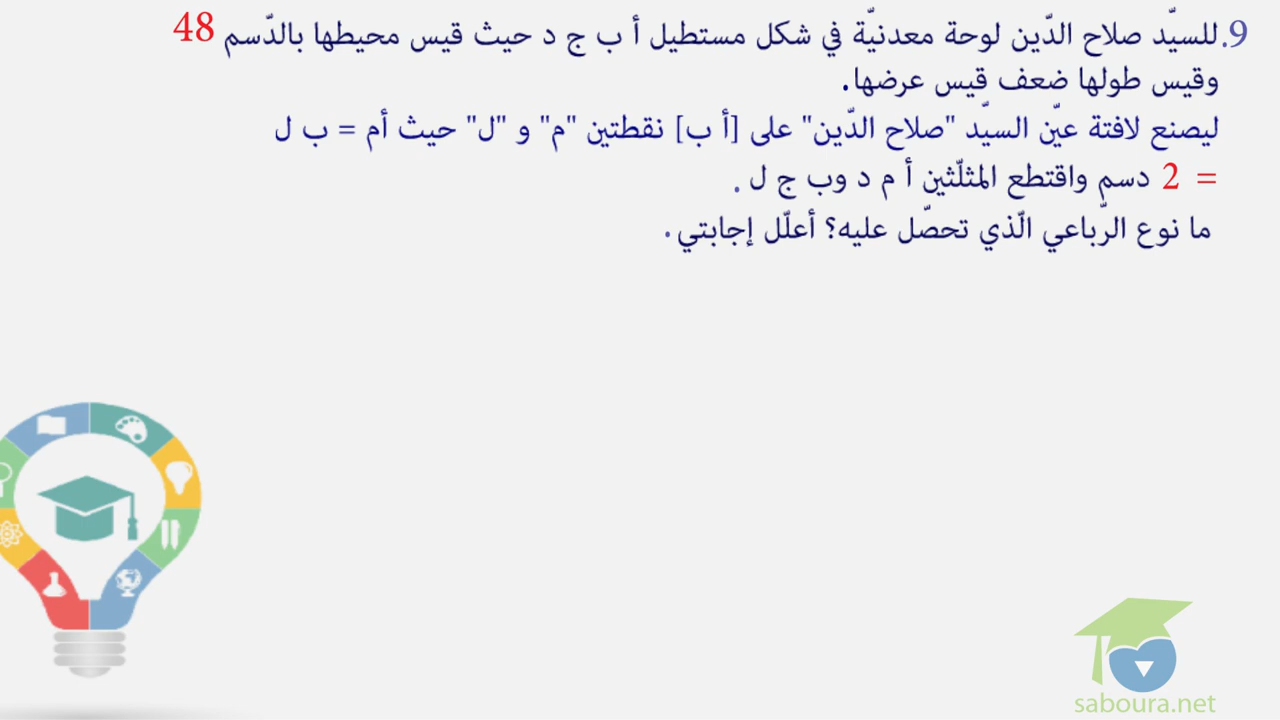 9. للسيّد صلاح الدّين لوحة معدنيّة في شكل مستطيل أ ب ج د حيث قيس محيطها بالدّسم 48
وقيس طولها ضعف قيس عرضها.
ليصنع لافتة عيّن السيّد "صلاح الدّين" على [أ ب] نقطتين "م" و "ل" حيث أم = ب ل
= 2 دسم واقتطع المثلّثين أ م د وب ج ل .
ما نوع الرّباعي الّذي تحصّل عليه؟ أعلّل إجابتي .
saboura.net